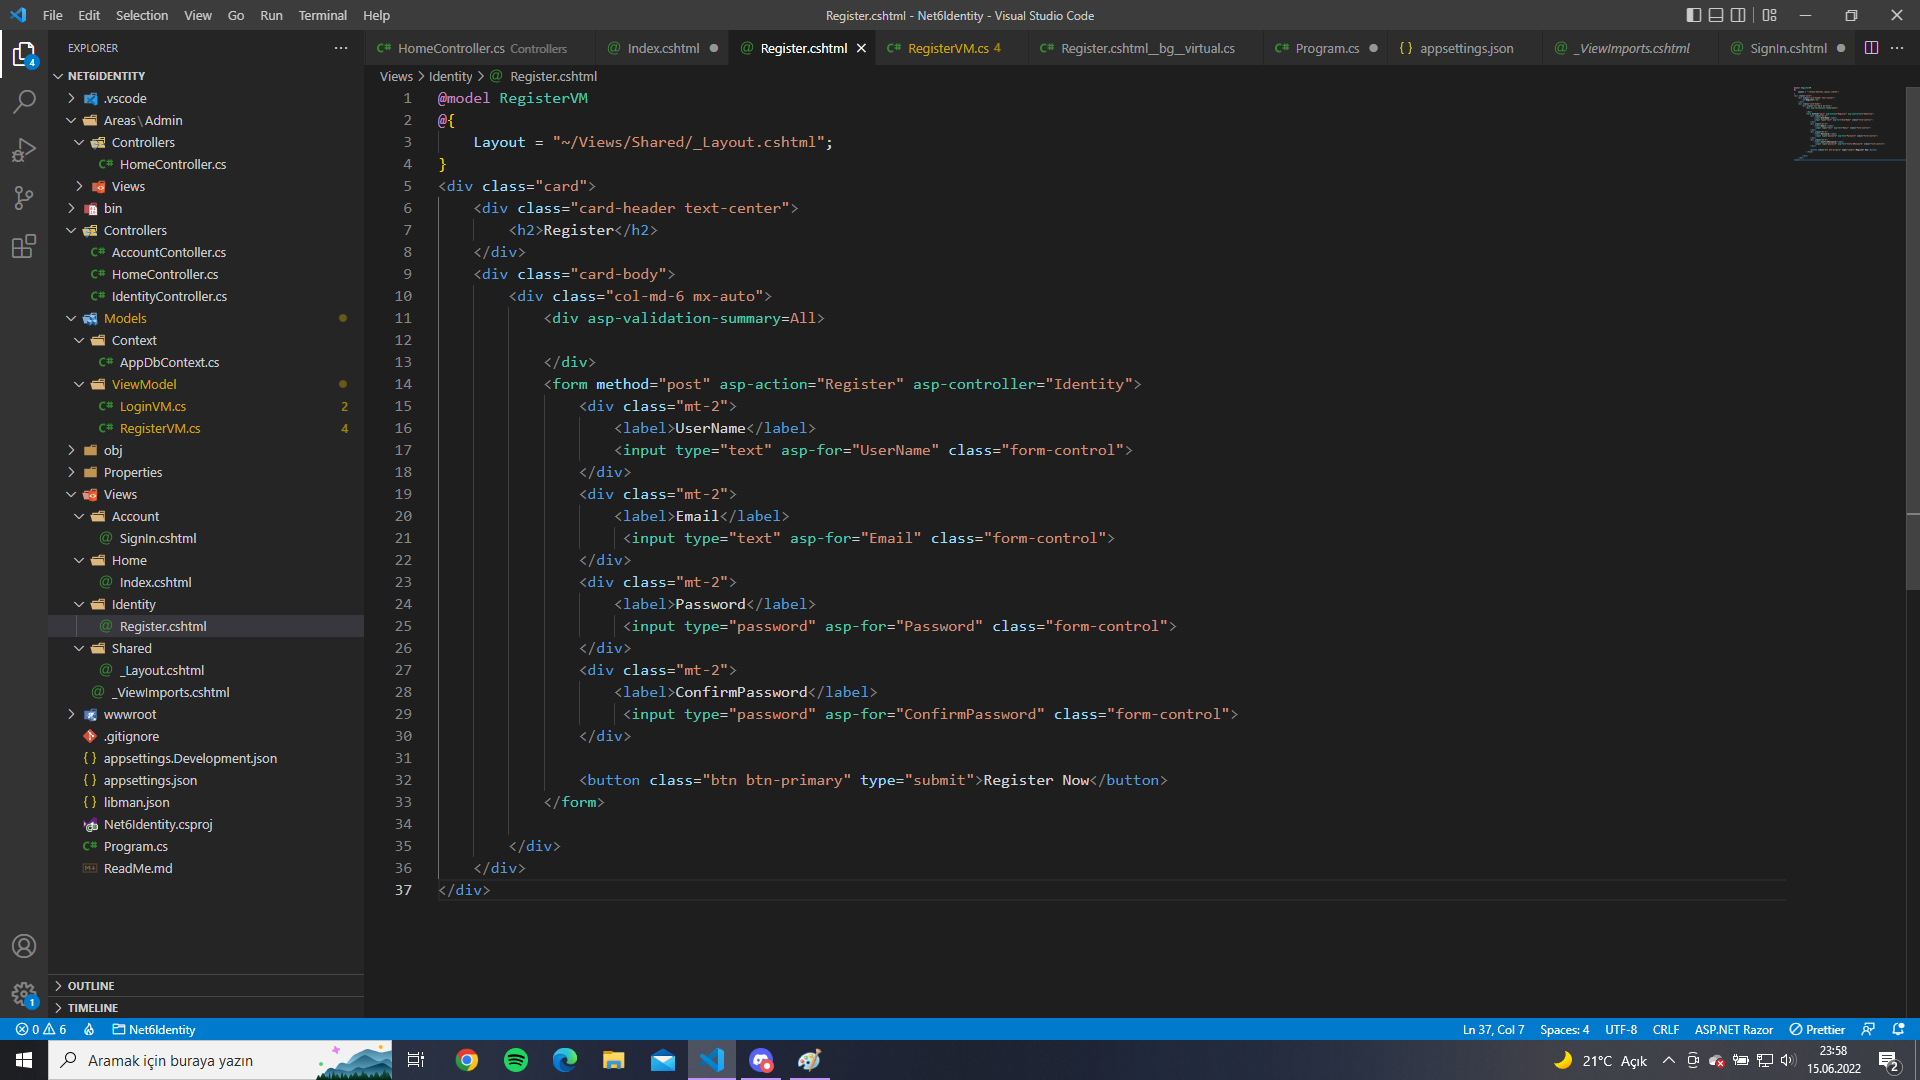 File Edit Selection View Go Run Terminal Help
Register.cshtml - Net6Identity - Visual Studio Code
EXPLORER
HomeController.cs Controllers
Index.cshtml
Register.cshtml
RegisterVM.cs 4
Register.cshtml__bg__virtual.cs
Program.cs
appsettings.json
_ViewImports.cshtml
SignIn.cshtml
Views > Identity > Register.cshtml
NET6IDENTITY
.vscode
Areas\Admin
Controllers
HomeController.cs
Views
bin
Controllers
AccountContoller.cs
HomeController.cs
IdentityController.cs
Models
Context
AppDbContext.cs
ViewModel
LoginVM.cs 2
RegisterVM.cs 4
obj
Properties
Views
Account
SignIn.cshtml
Home
Index.cshtml
Identity
Register.cshtml
Shared
_Layout.cshtml
_ViewImports.cshtml
wwwroot
.gitignore
appsettings.Development.json
appsettings.json
libman.json
Net6Identity.csproj
Program.cs
ReadMe.md
OUTLINE
TIMELINE
1 @model RegisterVM
2 @{
3 Layout = "~/Views/Shared/_Layout.cshtml";
4 }
5 <div class="card">
6 <div class="card-header text-center">
7 <h2>Register</h2>
8 </div>
9 <div class="card-body">
10 <div class="col-md-6 mx-auto">
11 <div asp-validation-summary=All>
12
13 </div>
14 <form method="post" asp-action="Register" asp-controller="Identity">
15 <div class="mt-2">
16 <label>UserName</label>
17 <input type="text" asp-for="UserName" class="form-control">
18 </div>
19 <div class="mt-2">
20 <label>Email</label>
21 <input type="text" asp-for="Email" class="form-control">
22 </div>
23 <div class="mt-2">
24 <label>Password</label>
25 <input type="password" asp-for="Password" class="form-control">
26 </div>
27 <div class="mt-2">
28 <label>ConfirmPassword</label>
29 <input type="password" asp-for="ConfirmPassword" class="form-control">
30 </div>
31
32 <button class="btn btn-primary" type="submit">Register Now</button>
33 </form>
34
35 </div>
36 </div>
37 </div>
4
1
0 6 Net6Identity
Ln 37, Col 7 Spaces: 4 UTF-8 CRLF ASP.NET Razor Prettier
Aramak için buraya yazın
21°C Açık
23:58
15.06.2022
2